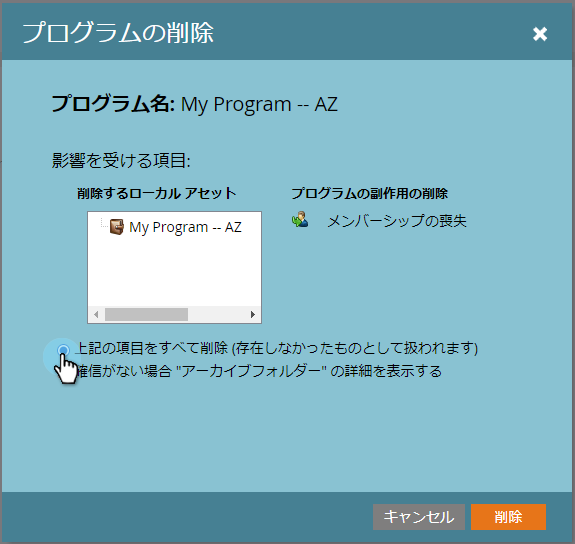 プログラムの削除
プログラム名: My Program -- AZ
影響を受ける項目:
削除するローカル アセット
プログラムの副作用の削除
My Program -- AZ
メンバーシップの喪失
上記の項目をすべて削除 (存在しなかったものとして扱われます)
確信がない場合 "アーカイブフォルダー" の詳細を表示する
キャンセル
削除